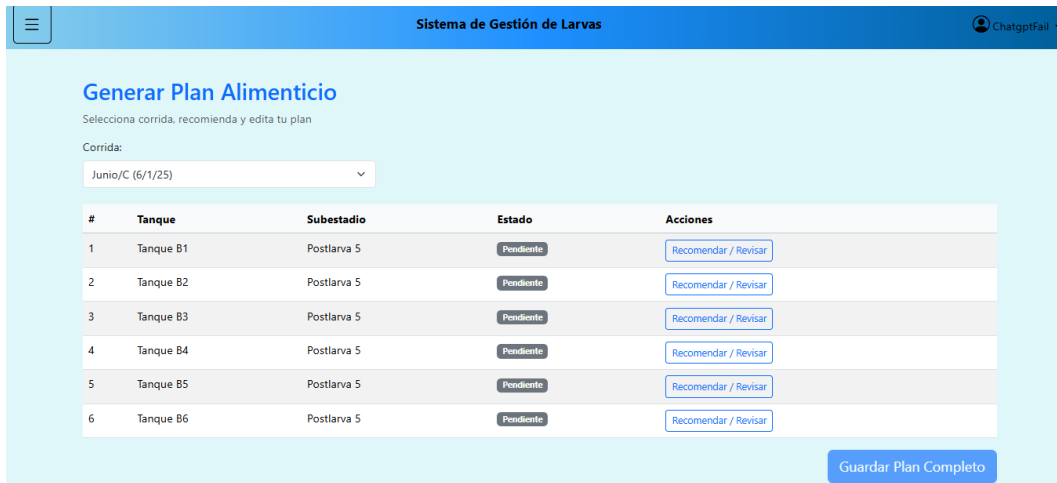 Sistema de Gestión de Larvas
ChatgptFail
Generar Plan Alimenticio
Selecciona corrida, recomienda y edita tu plan
Corrida:
Junio/C (6/1/25)
# Tanque Subestadio Estado Acciones
1 Tanque B1 Postlarva 5 Pendiente Recomendar / Revisar
2 Tanque B2 Postlarva 5 Pendiente Recomendar / Revisar
3 Tanque B3 Postlarva 5 Pendiente Recomendar / Revisar
4 Tanque B4 Postlarva 5 Pendiente Recomendar / Revisar
5 Tanque B5 Postlarva 5 Pendiente Recomendar / Revisar
6 Tanque B6 Postlarva 5 Pendiente Recomendar / Revisar
Guardar Plan Completo